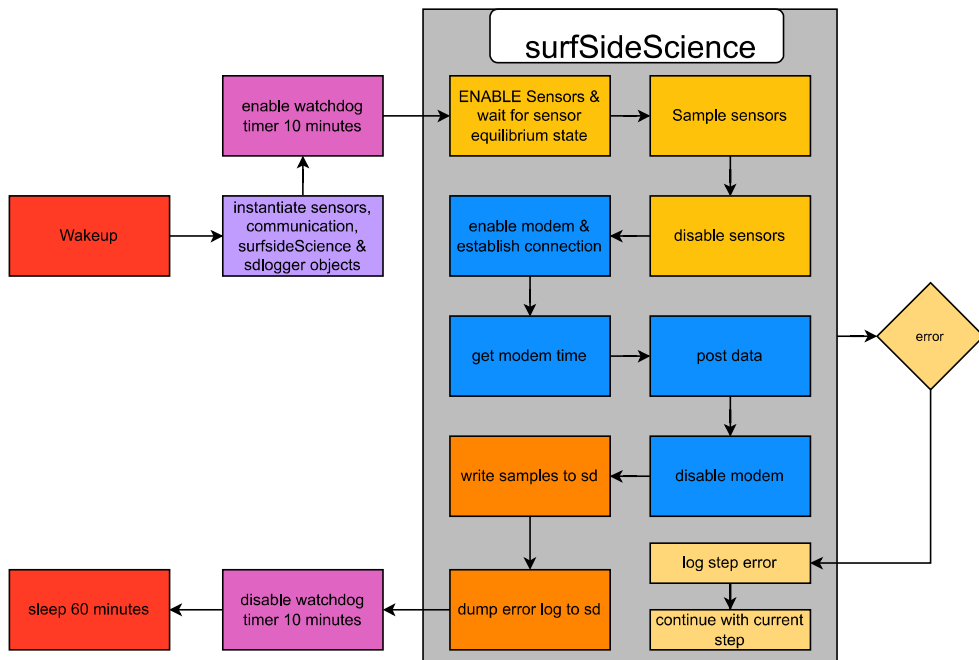 surfSideScience
enable watchdog
timer 10 minutes
ENABLE Sensors &
wait for sensor
equilibrium state
Sample sensors
Wakeup
instantiate sensors,
communication,
surfsideScience &
sdlogger objects
enable modem &
establish connection
disable sensors
get modem time
post data
error
write samples to sd
disable modem
log step error
sleep 60 minutes
disable watchdog
timer 10 minutes
dump error log to sd
continue with current
step